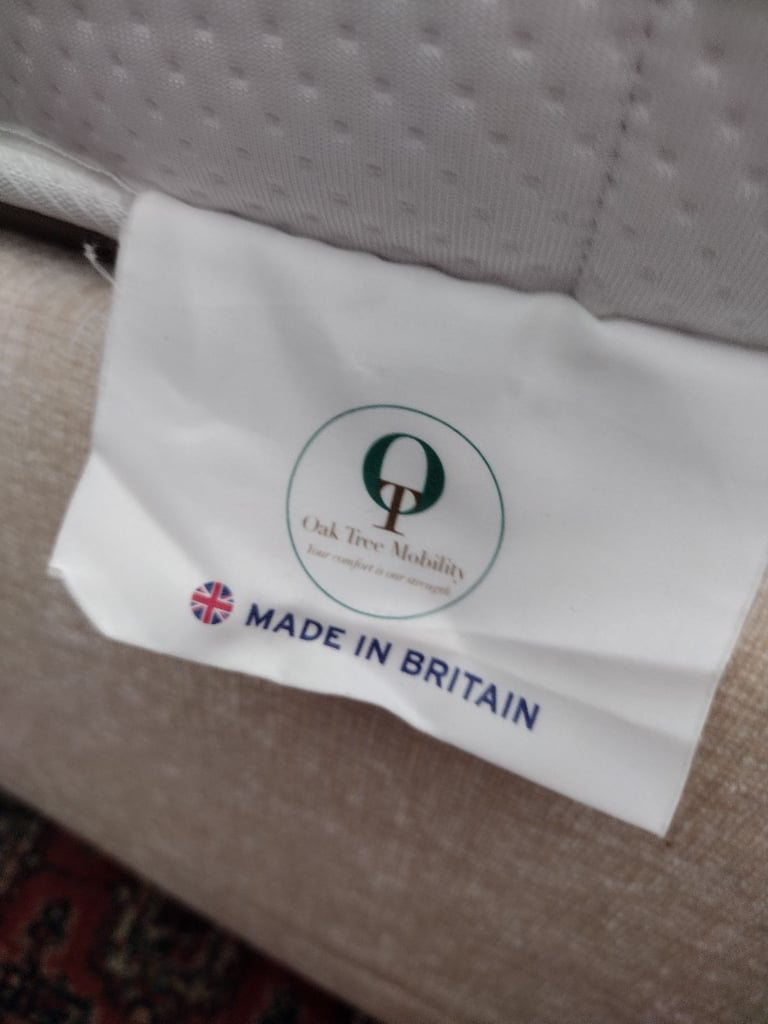 OT
Oak Tree Mobility
Your comfort is our strength.
MADE IN BRITAIN